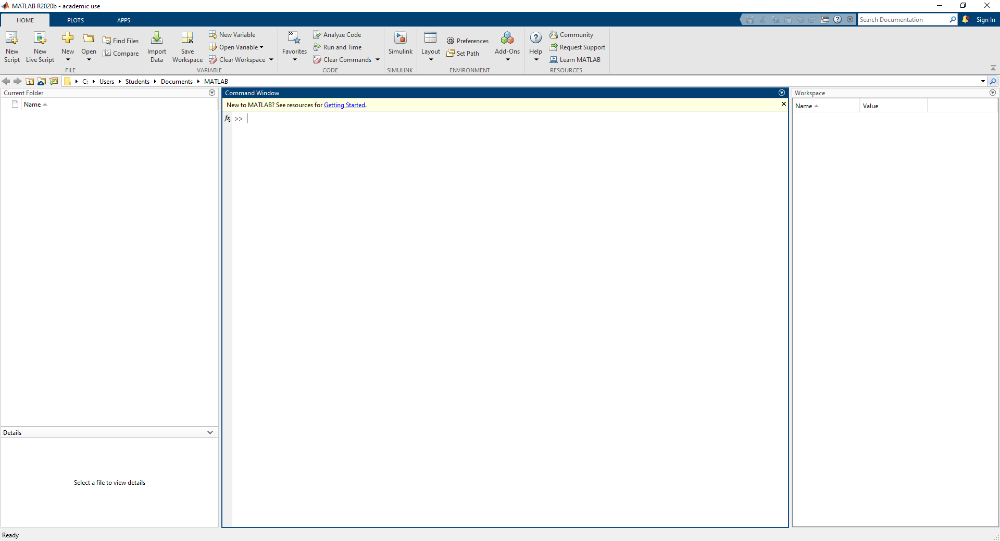 MATLAB R2020b - academic use
HOME PLOTS APPS
Search Documentation Sign In
New Script
New Live Script
New
Open
Find Files
Compare
FILE
Import Data
Save Workspace
New Variable
Open Variable
Clear Workspace
VARIABLE
Favorites
Analyze Code
Run and Time
Clear Commands
CODE
Simulink
SIMULINK
Layout
Preferences
Set Path
Add-Ons
ENVIRONMENT
Help
Community
Request Support
Learn MATLAB
RESOURCES
C: Users Students Documents MATLAB
Current Folder
Name
Details
Select a file to view details
Command Window
New to MATLAB? See resources for Getting Started.
fx >>
Workspace
Name Value
Ready